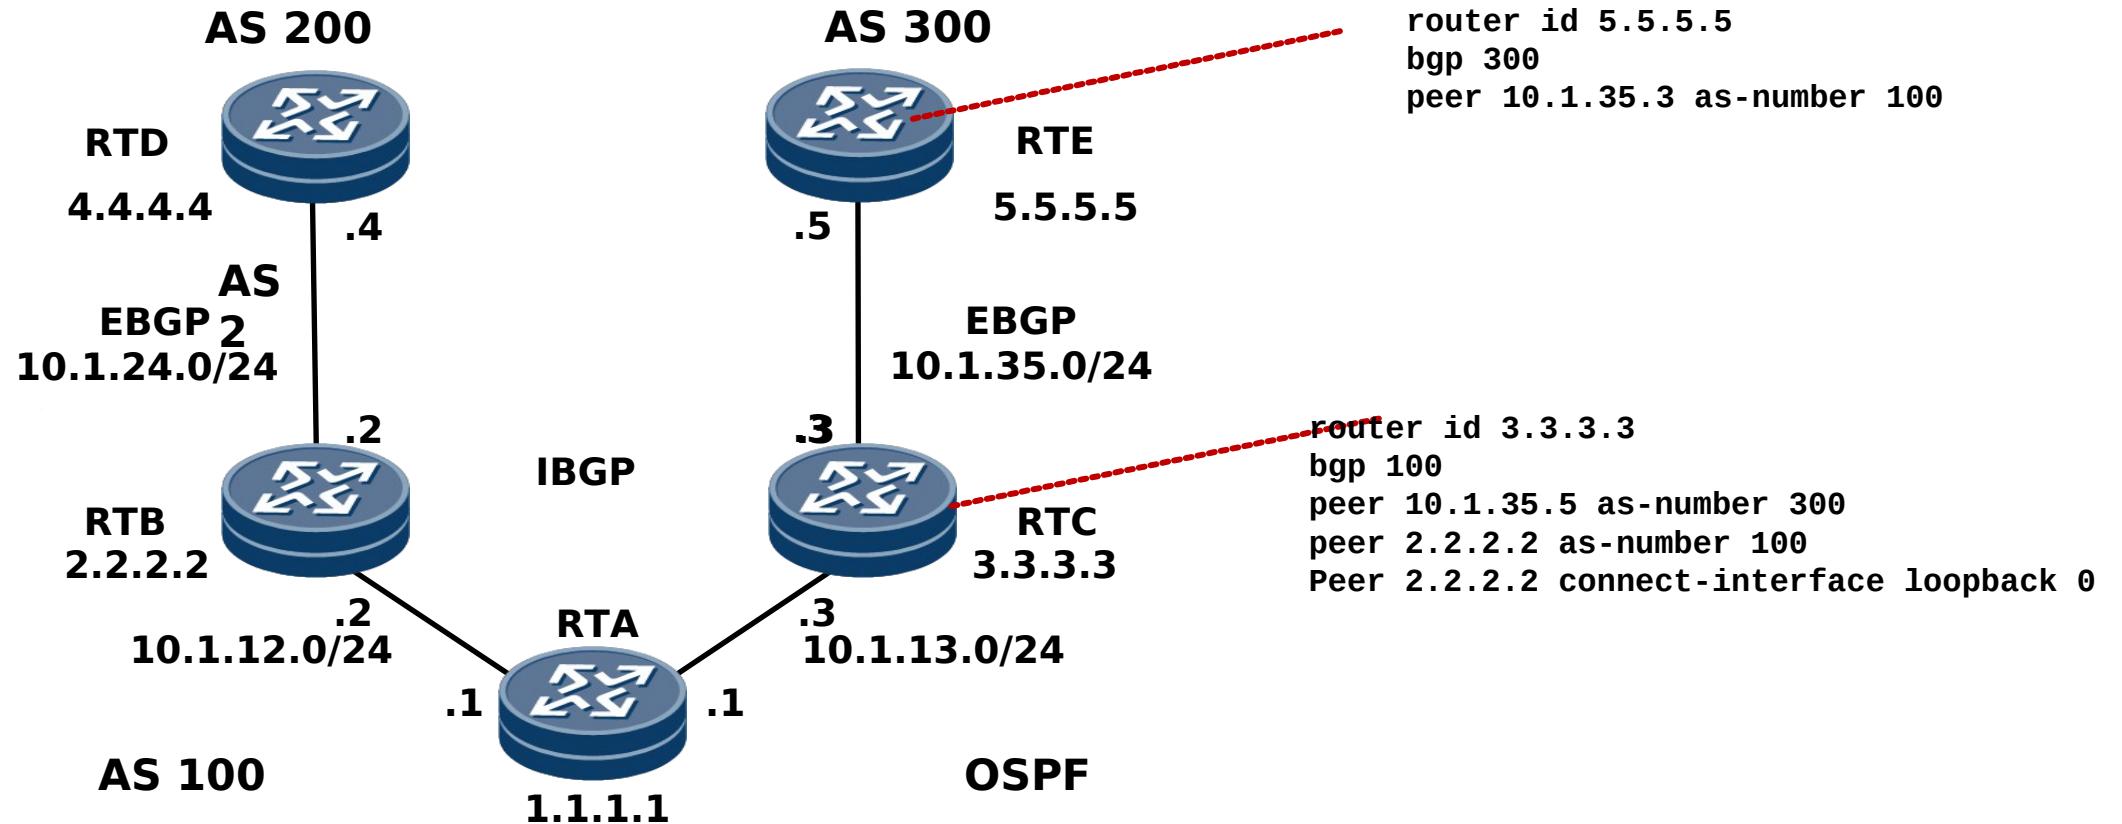 AS 200
AS 300
router id 5.5.5.5
bgp 300
peer 10.1.35.3 as-number 100
RTD
4.4.4.4
.4
RTE
5.5.5.5
.5
AS
2
EBGP
10.1.24.0/24
EBGP
10.1.35.0/24
.2
.3
IBGP
router id 3.3.3.3
bgp 100
peer 10.1.35.5 as-number 300
peer 2.2.2.2 as-number 100
Peer 2.2.2.2 connect-interface loopback 0
RTB
2.2.2.2
RTC
3.3.3.3
.2
10.1.12.0/24
RTA
.3
10.1.13.0/24
.1
.1
AS 100
OSPF
1.1.1.1